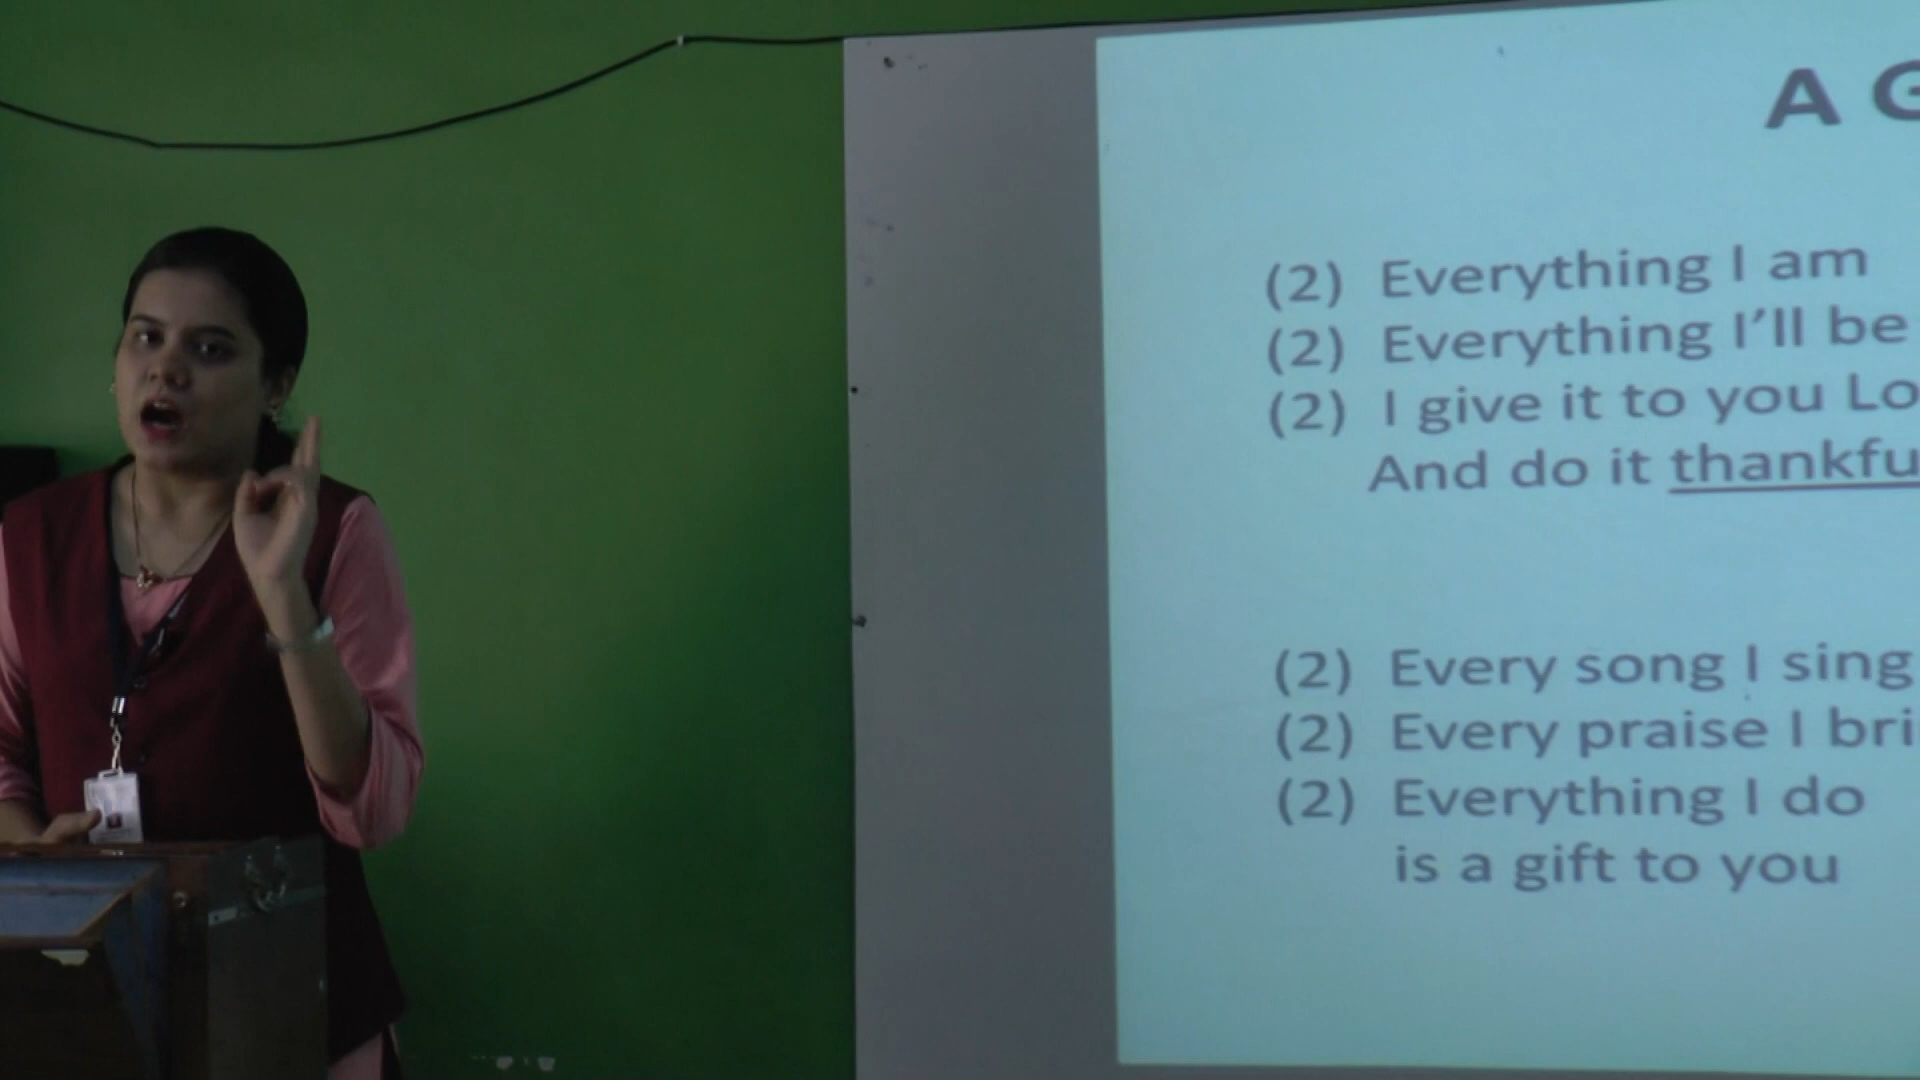 A G
(2) Everything I am
(2) Everything I'll be
(2) I give it to you Lo
And do it thankfu
(2) Every song I sing
(2) Every praise I bri
(2) Everything I do
is a gift to you